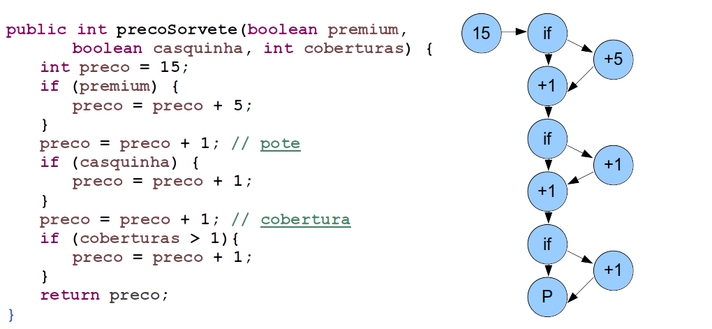 public int precoSorvete(boolean premium,
boolean casquinha, int coberturas) {
int preco = 15;
if (premium) {
preco = preco + 5;
}
preco = preco + 1; // pote
if (casquinha) {
preco = preco + 1;
}
preco = preco + 1; // cobertura
if (coberturas > 1){
preco = preco + 1;
}
return preco;
}
15
if
+5
+1
if
+1
+1
if
+1
P